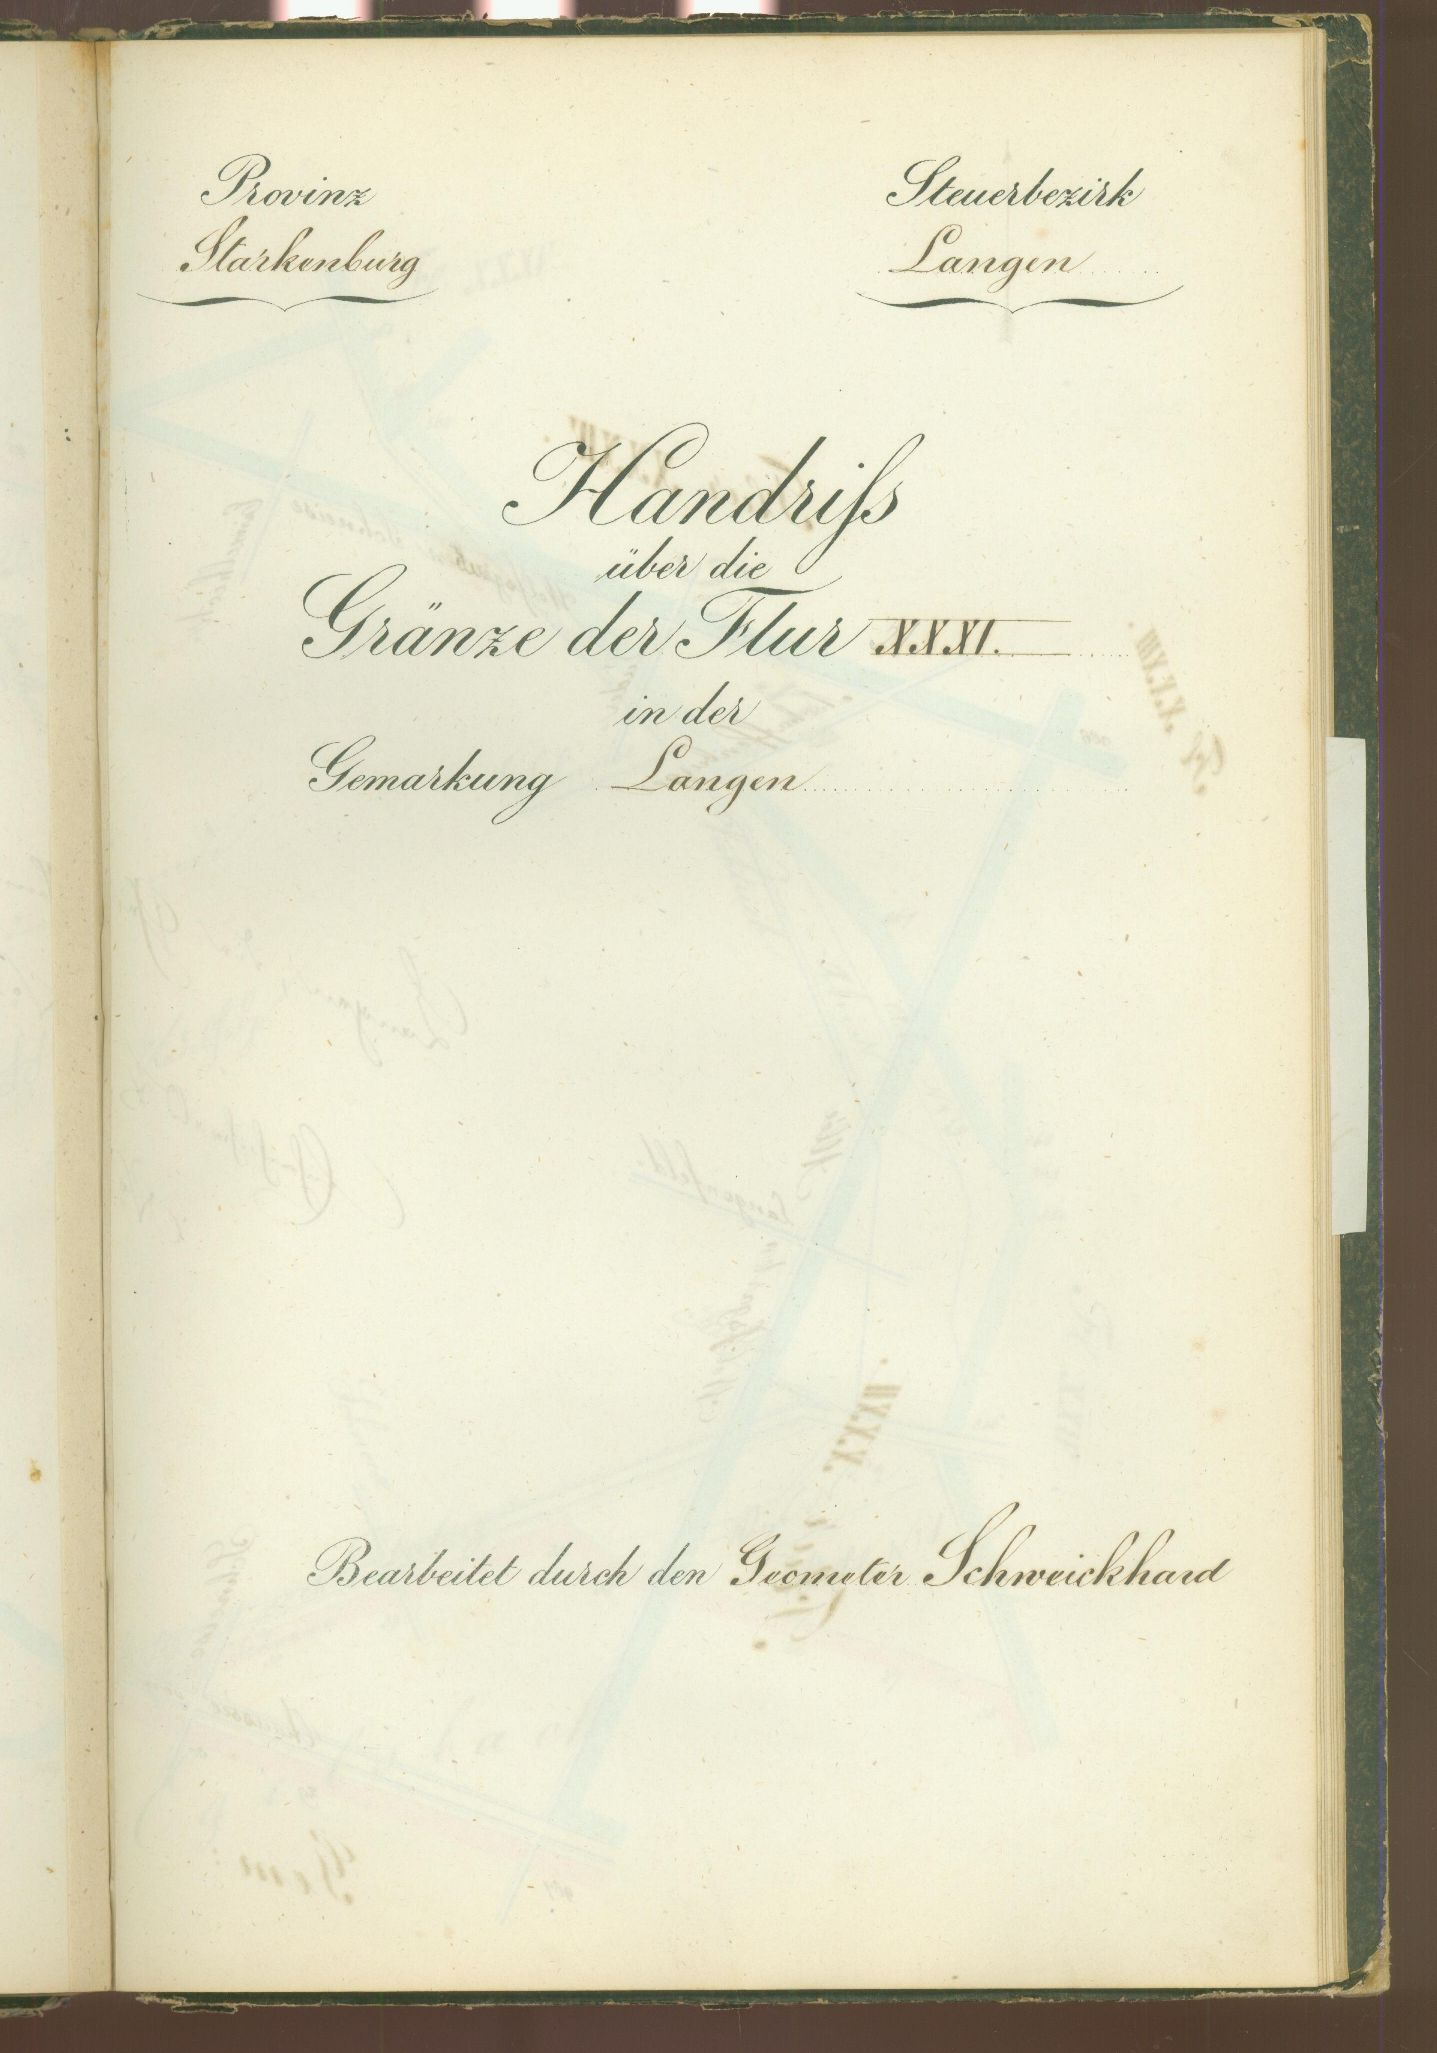 Provinz
Starkenburg
Steuerbezirk
Langen
Handriſs
über die
Gränze der Flur XXXI.
in der
Gemarkung Langen
Bearbeitet durch den Geometer Schweickhard